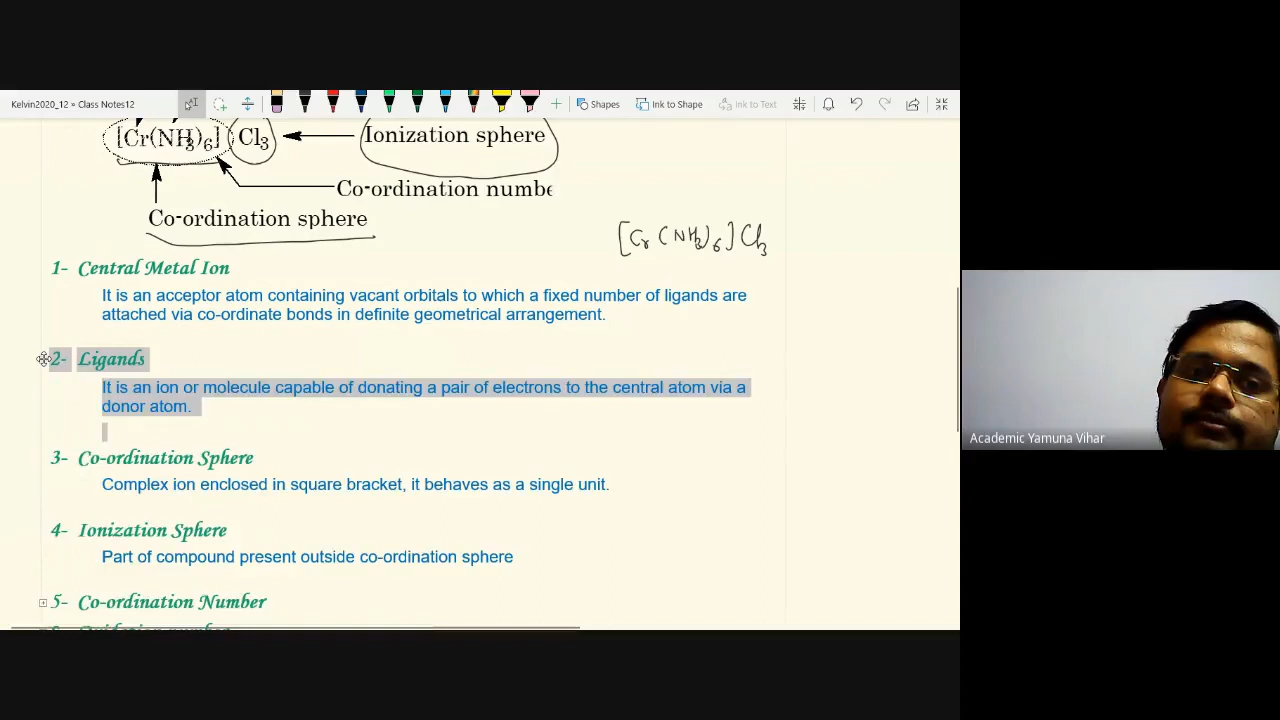 Kelvin2020_12 » Class Notes12
Shapes
Ink to Shape
Ink to Text
[Cr(NH3)6] Cl3
Ionization sphere
Co-ordination numbe
Co-ordination sphere
[Cr(NH3)6]Cl3
1- Central Metal Ion
It is an acceptor atom containing vacant orbitals to which a fixed number of ligands are
attached via co-ordinate bonds in definite geometrical arrangement.
2- Ligands
It is an ion or molecule capable of donating a pair of electrons to the central atom via a
donor atom.
3- Co-ordination Sphere
Complex ion enclosed in square bracket, it behaves as a single unit.
4- Ionization Sphere
Part of compound present outside co-ordination sphere
5- Co-ordination Number
Academic Yamuna Vihar